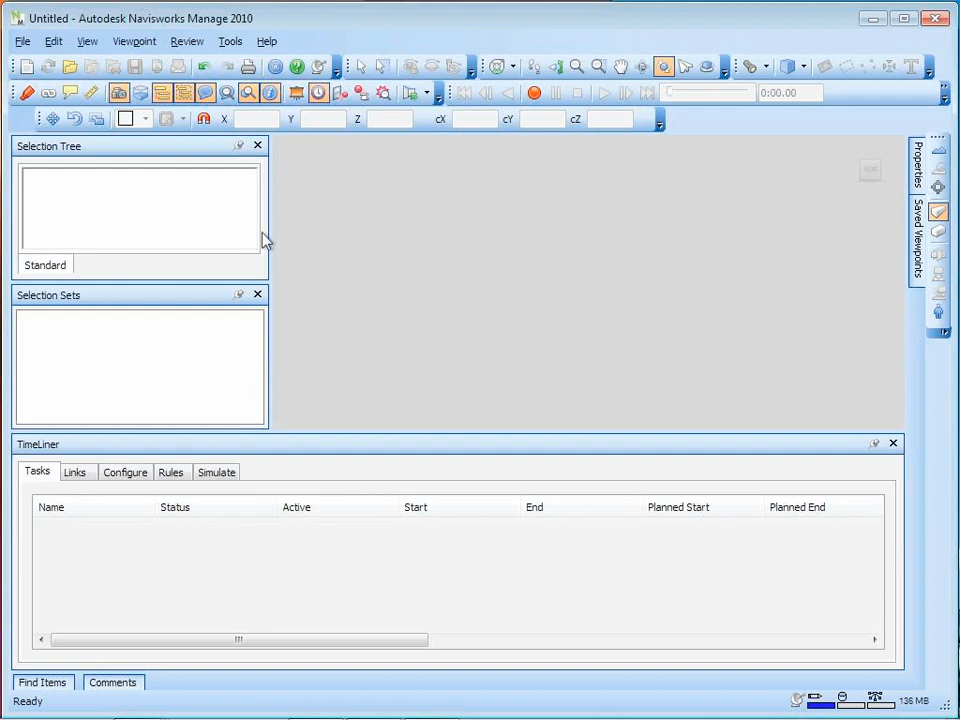 Untitled - Autodesk Navisworks Manage 2010
File Edit View Viewpoint Review Tools Help
0:00.00
X Y Z cX cY cZ
Selection Tree
Standard
Selection Sets
Properties
Saved Viewpoints
TimeLiner
Tasks Links Configure Rules Simulate
Name Status Active Start End Planned Start Planned End
Find Items Comments
Ready 136 MB